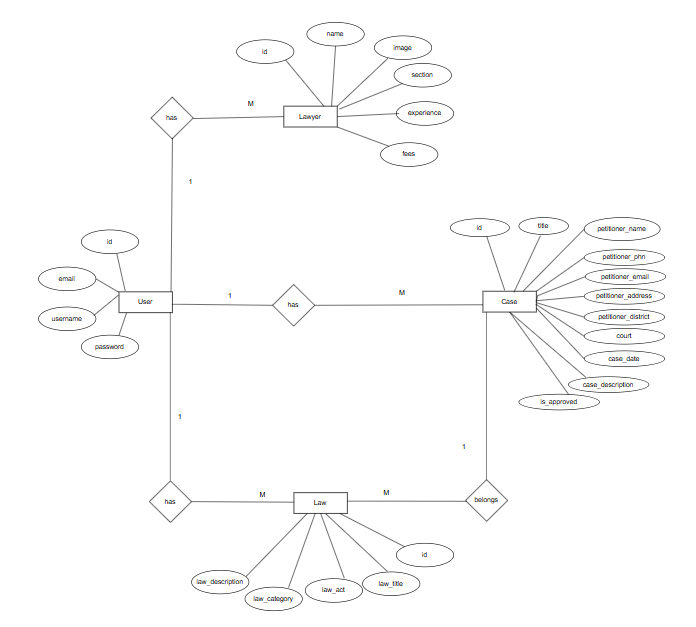 name
id
image
section
M
has
experience
Lawyer
fees
1
id
title
id
petitioner_name
petitioner_phn
email
petitioner_email
1
M
petitioner_address
User
has
Case
username
petitioner_district
court
password
case_date
case_description
is_approved
1
1
M
M
has
Law
belongs
id
law_description
law_title
law_act
law_category